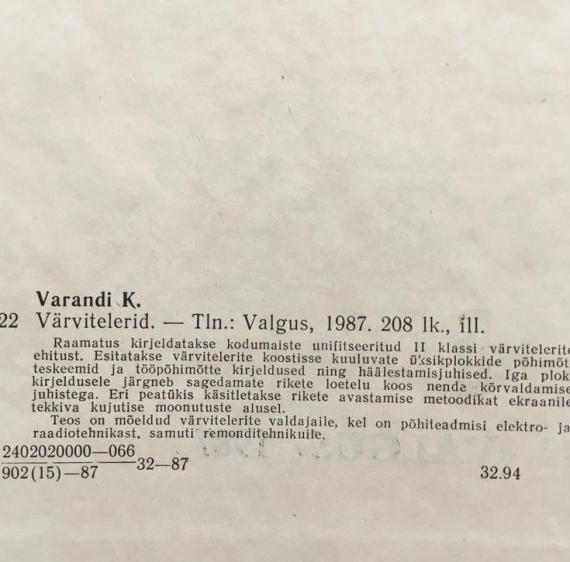 Varandi K.
22 Värvitelerid. — Tln.: Valgus, 1987. 208 lk., ill.
Raamatus kirjeldatakse kodumaiste unifitseeritud II klassi värvitelerite
ehitust. Esitatakse värvitelerite koostisse kuuluvate üksikplokkide põhimõt
teskeemid ja tööpõhimõtte kirjeldused ning häälestamisjuhised. Iga plok
kirjeldusele järgneb sagedamate rikete loetelu koos nende kõrvaldamise
juhistega. Eri peatükis käsitletakse rikete avastamise metoodikat ekraanile
tekkiva kujutise moonutuste alusel.
Teos on mõeldud värvitelerite valdajaile, kel on põhiteadmisi elektro- ja
raadiotehnikast, samuti remonditehnikuile.
2402020000—066
32—87
902(15)—87
32.94